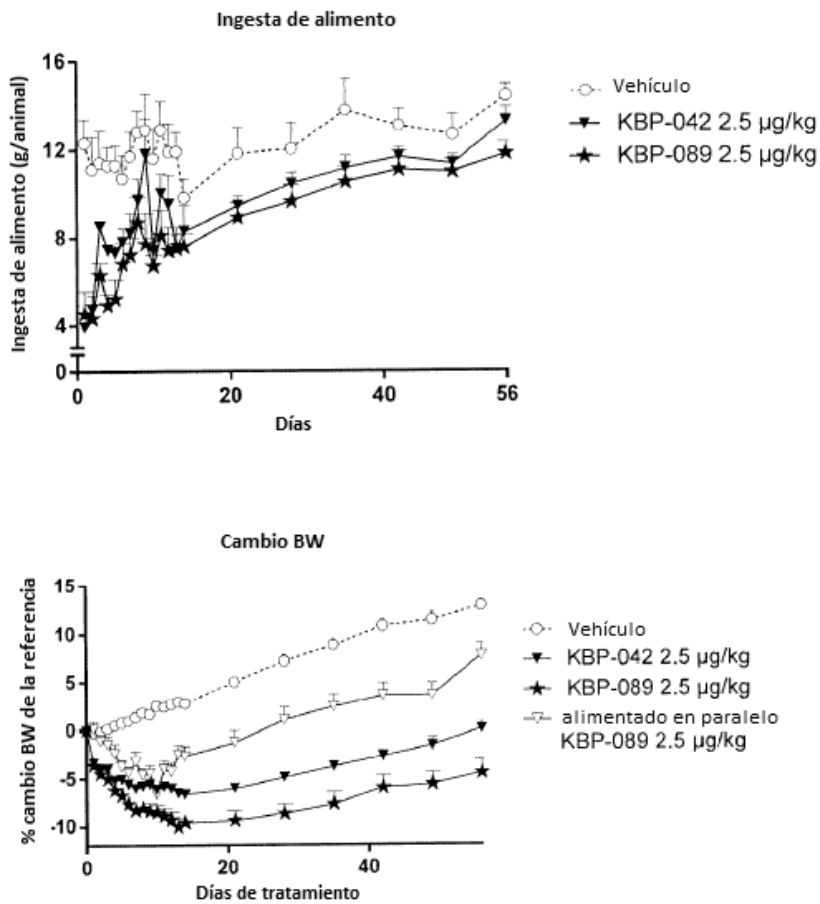 Ingesta de alimento
Ingesta de alimento (g/animal)
16
12
8
4
0
0
20
40
56
Días
Vehículo
KBP-042 2.5 µg/kg
KBP-089 2.5 µg/kg
Cambio BW
% cambio BW de la referencia
15
10
5
0
-5
-10
0
20
40
Días de tratamiento
Vehículo
KBP-042 2.5 µg/kg
KBP-089 2.5 µg/kg
alimentado en paralelo
KBP-089 2.5 µg/kg